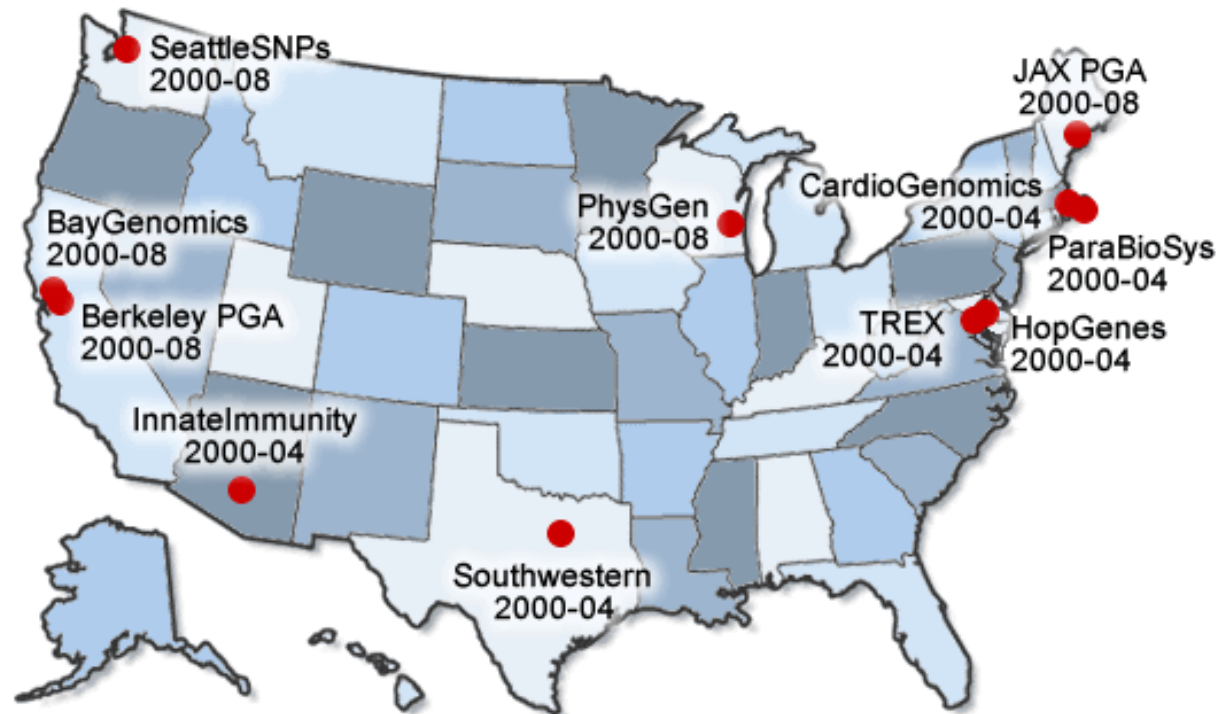 SeattleSNPs
2000-08
JAX PGA
2000-08
CardioGenomics
2000-04
PhysGen
2000-08
BayGenomics
2000-08
ParaBioSys
2000-04
Berkeley PGA
2000-08
TREX
2000-04
HopGenes
2000-04
InnateImmunity
2000-04
Southwestern
2000-04